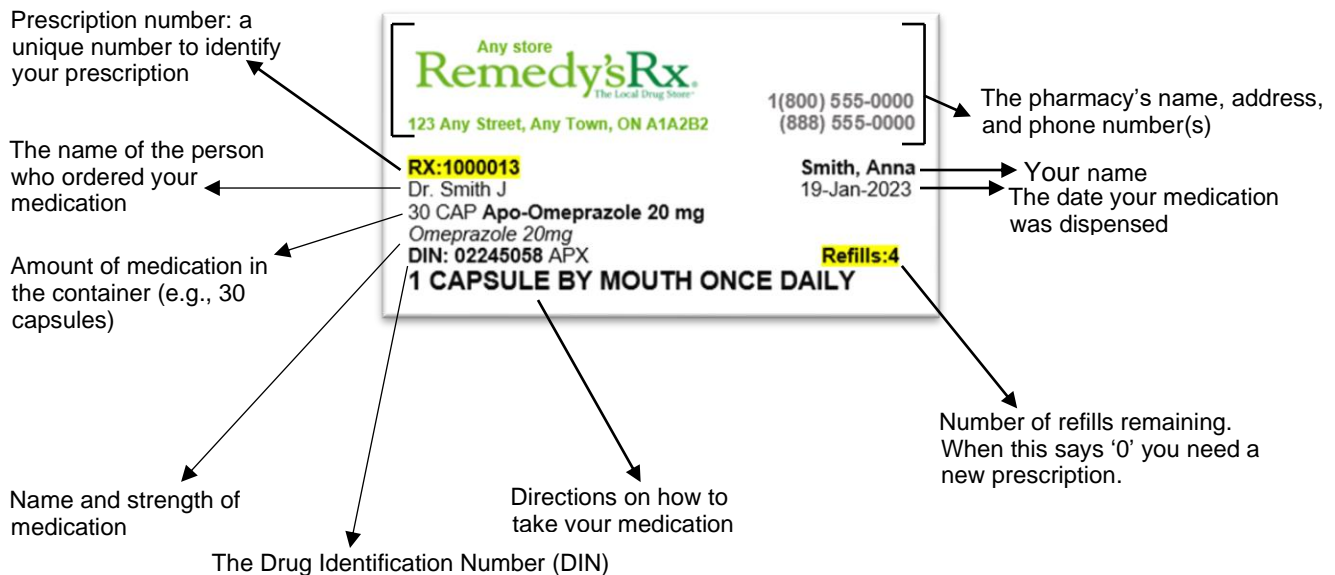 Prescription number: a
unique number to identify
your prescription
The name of the person
who ordered your
medication
Amount of medication in
the container (e.g., 30
capsules)
Name and strength of
medication
The Drug Identification Number (DIN)
Any store
Remedy'sRx.
The Local Drug Store
123 Any Street, Any Town, ON A1A2B2
1(800) 555-0000
(888) 555-0000
RX:1000013
Smith, Anna
Dr. Smith J
19-Jan-2023
30 CAP Apo-Omeprazole 20 mg
Omeprazole 20mg
DIN: 02245058 APX
Refills:4
1 CAPSULE BY MOUTH ONCE DAILY
Directions on how to
take your medication
The pharmacy's name, address,
and phone number(s)
Your name
The date your medication
was dispensed
Number of refills remaining.
When this says ‘0’ you need a
new prescription.